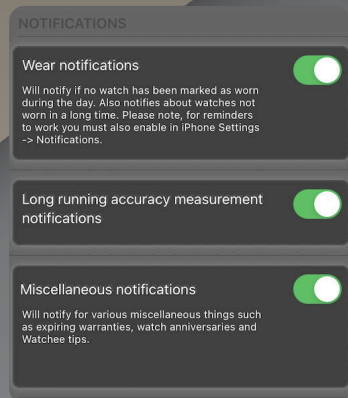 NOTIFICATIONS
Wear notifications
Will notify if no watch has been marked as worn
during the day. Also notifies about watches not
worn in a long time. Please note, for reminders
to work you must also enable in iPhone Settings
-> Notifications.
Long running accuracy measurement
notifications
Miscellaneous notifications
Will notify for various miscellaneous things such
as expiring warranties, watch anniversaries and
Watchee tips.